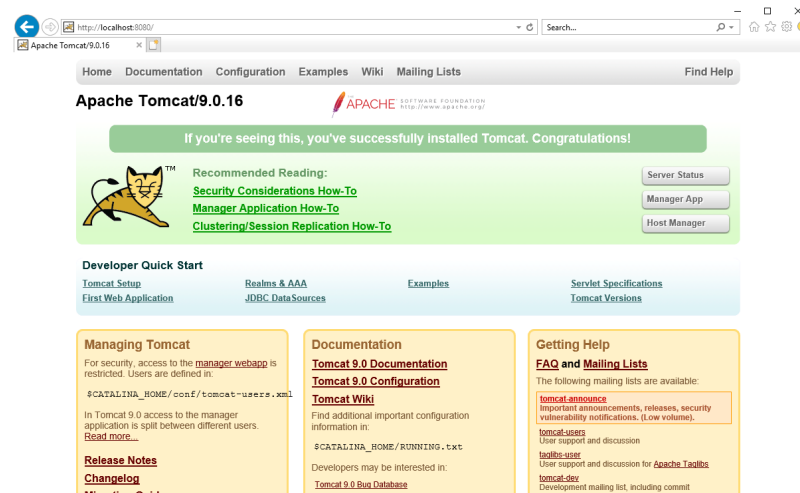 http://localhost:8080/
Search...
Apache Tomcat/9.0.16
Home Documentation Configuration Examples Wiki Mailing Lists Find Help
Apache Tomcat/9.0.16
THE
APACHE SOFTWARE FOUNDATION
http://www.apache.org/
If you're seeing this, you've successfully installed Tomcat. Congratulations!
TM
Recommended Reading:
Security Considerations How-To
Manager Application How-To
Clustering/Session Replication How-To
Server Status
Manager App
Host Manager
Developer Quick Start
Tomcat Setup
First Web Application
Realms & AAA
JDBC DataSources
Examples
Servlet Specifications
Tomcat Versions
Managing Tomcat
For security, access to the manager webapp is
restricted. Users are defined in:
$CATALINA_HOME/conf/tomcat-users.xml
In Tomcat 9.0 access to the manager
application is split between different users.
Read more...
Release Notes
Changelog
Migration Guide
Documentation
Tomcat 9.0 Documentation
Tomcat 9.0 Configuration
Tomcat Wiki
Find additional important configuration
information in:
$CATALINA_HOME/RUNNING.txt
Developers may be interested in:
Tomcat 9.0 Bug Database
Getting Help
FAQ and Mailing Lists
The following mailing lists are available:
tomcat-announce
Important announcements, releases, security
vulnerability notifications. (Low volume).
tomcat-users
User support and discussion
taglibs-user
User support and discussion for Apache Taglibs
tomcat-dev
Development mailing list, including commit